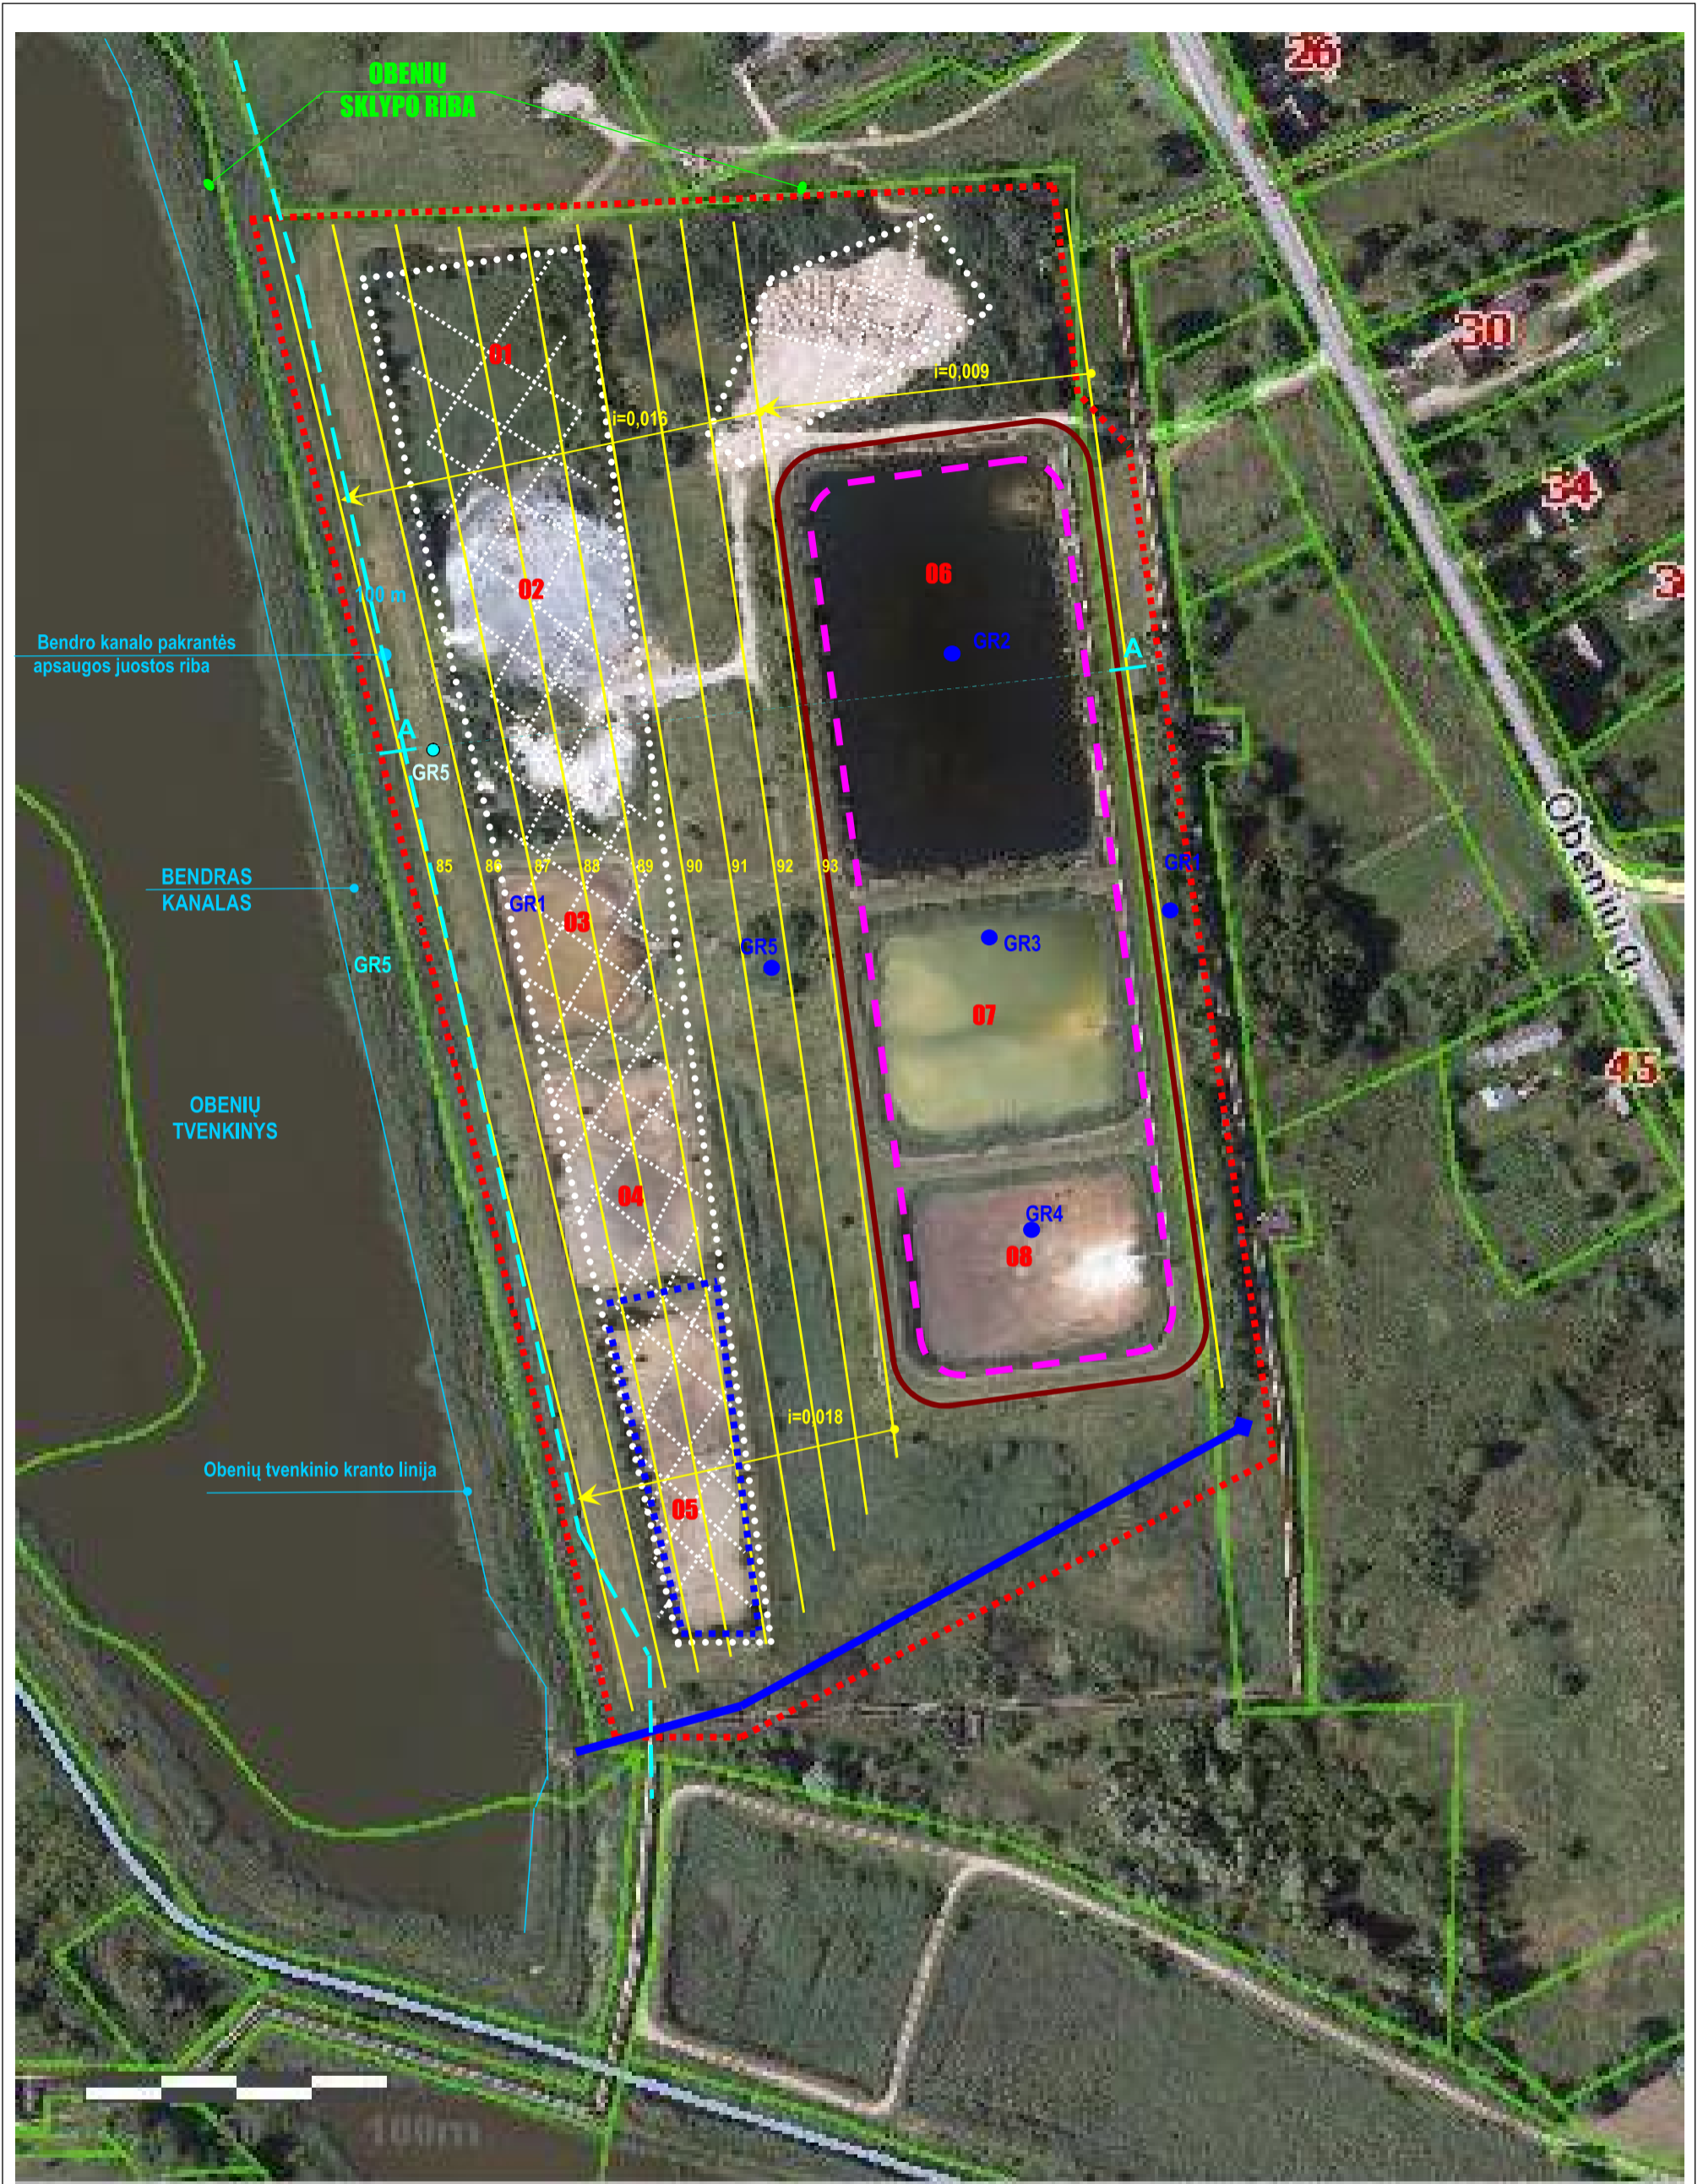 OBENIŲ
SKLYPO RIBA
26
30
34
i=0,009
i=0,016
01
02
06
100 m
Bendro kanalo pakrantės
apsaugos juostos riba
GR2
A
A
GR5
GR5
Obenių g.
85
86
87
88
89
90
91
92
93
GR1
BENDRAS
KANALAS
GR1
03
GR5
GR3
GR5
07
45
OBENIŲ
TVENKINYS
04
GR4
08
i=0,018
Obenių tvenkinio kranto linija
05
100m